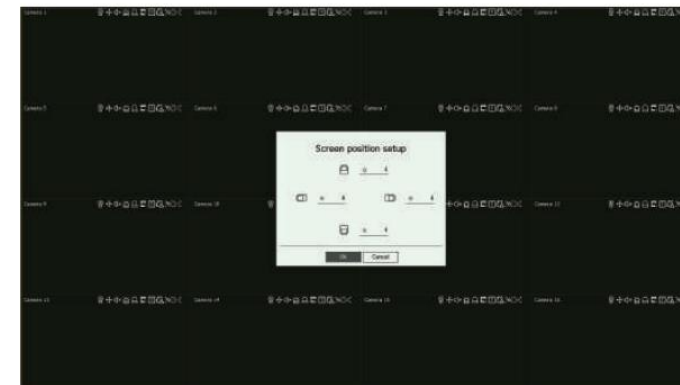 Camera 1 Camera 2 Camera 3 Camera 4
Camera 5 Camera 6 Camera 7 Camera 8
Screen position setup
Camera 9 Camera 10 Camera 12
OK Cancel
Camera 13 Camera 14 Camera 15 Camera 16